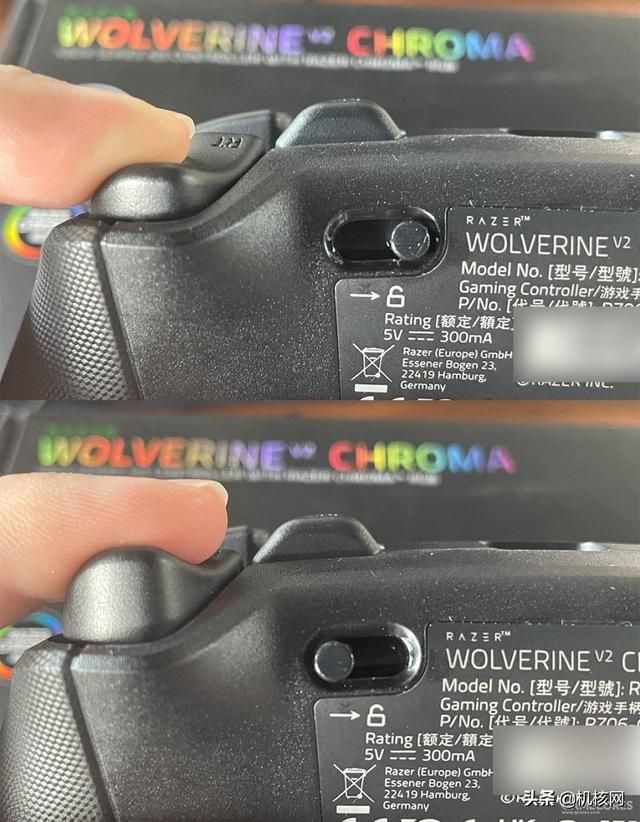 WOLVERINE V2 CHROMA
RT
RAZER™
WOLVERINE V2
Model No. [型号/型號]:
Gaming Controller/游戏手
P/No. [代号/代號]:
Rating [额定/額定]
5V 300mA
Razer (Europe) GmbH
Essener Bogen 23,
22419 Hamburg,
Germany
©RAZER INC.
WOLVERINE V2 CHROMA
RAZER™
WOLVERINE V2 C
Model No. [型号/型號]: R
Gaming Controller/游戏手柄
P/No. [代号/代號]: RZ06-
Rating [额定/額定
5V 300mA
Razer (Europe) GmbH
Essener Bogen 23,
22419 Hamburg,
Germany
头条 @机核网